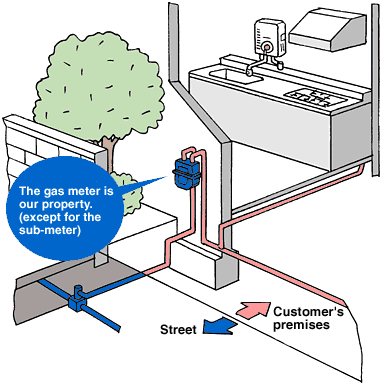 The gas meter is
our property.
(except for the
sub-meter)
Customer's
premises
Street